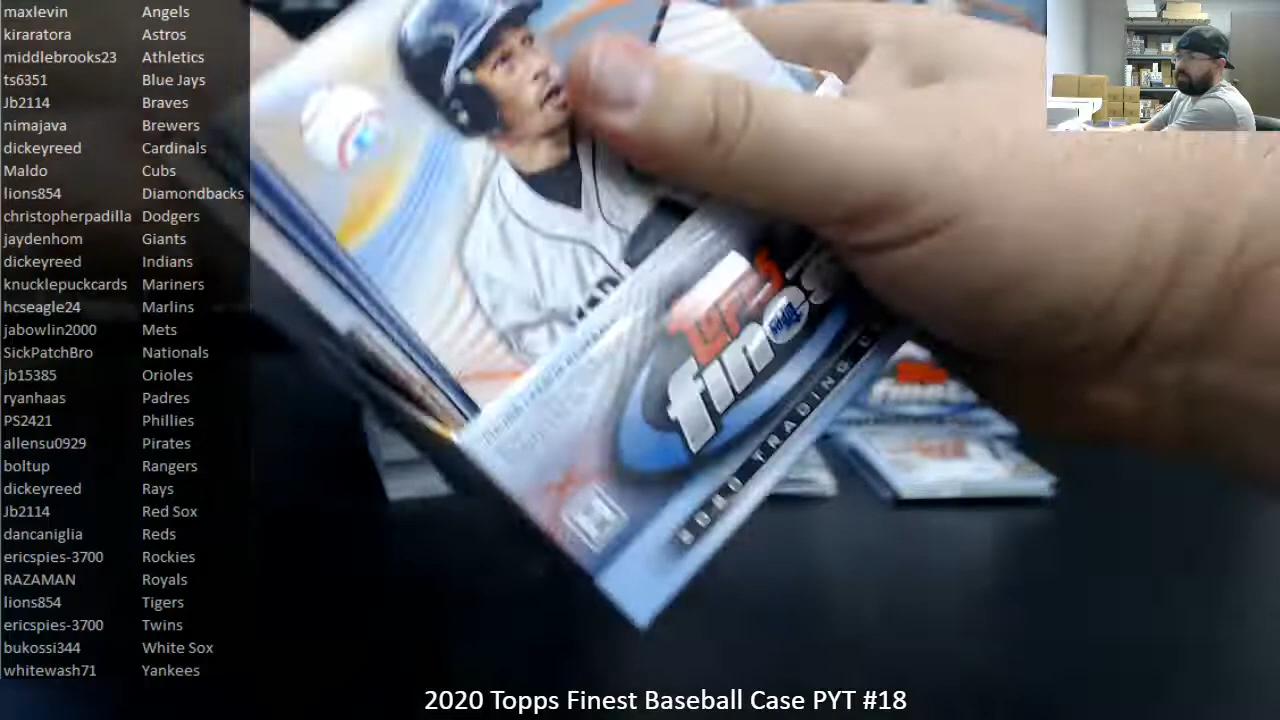 maxlevin Angels
kiraratora Astros
middlebrooks23 Athletics
ts6351 Blue Jays
Jb2114 Braves
nimajava Brewers
dickeyreed Cardinals
Maldo Cubs
lions854 Diamondbacks
christopherpadilla Dodgers
jaydenhom Giants
dickeyreed Indians
knucklepuckcards Mariners
hcseagle24 Marlins
jabowlin2000 Mets
SickPatchBro Nationals
jb15385 Orioles
ryanhaas Padres
PS2421 Phillies
allensu0929 Pirates
boltup Rangers
dickeyreed Rays
Jb2114 Red Sox
dancaniglia Reds
ericspies-3700 Rockies
RAZAMAN Royals
lions854 Tigers
ericspies-3700 Twins
bukossi344 White Sox
whitewash71 Yankees
TOPPS
finest
TRADING
2020 Topps Finest Baseball Case PYT #18